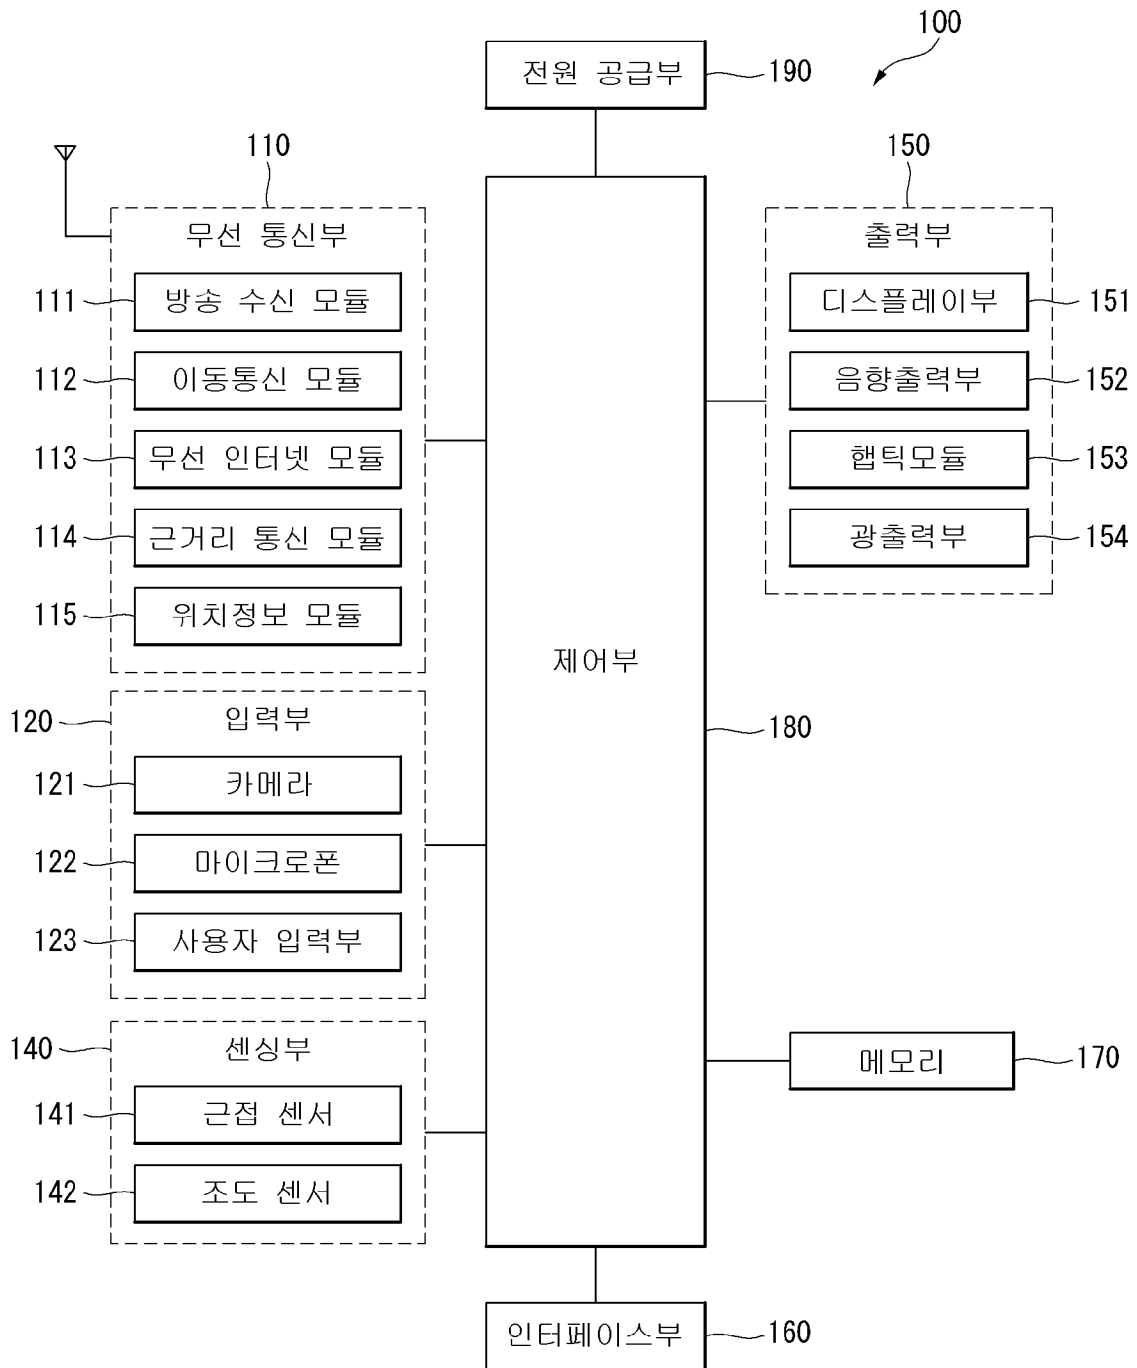 100
전원 공급부
190
110
무선 통신부
111
방송 수신 모듈
112
이동통신 모듈
113
무선 인터넷 모듈
114
근거리 통신 모듈
115
위치정보 모듈
120
입력부
121
카메라
122
마이크로폰
123
사용자 입력부
140
센싱부
141
근접 센서
142
조도 센서
제어부
180
150
출력부
디스플레이부
151
음향출력부
152
햅틱모듈
153
광출력부
154
메모리
170
인터페이스부
160